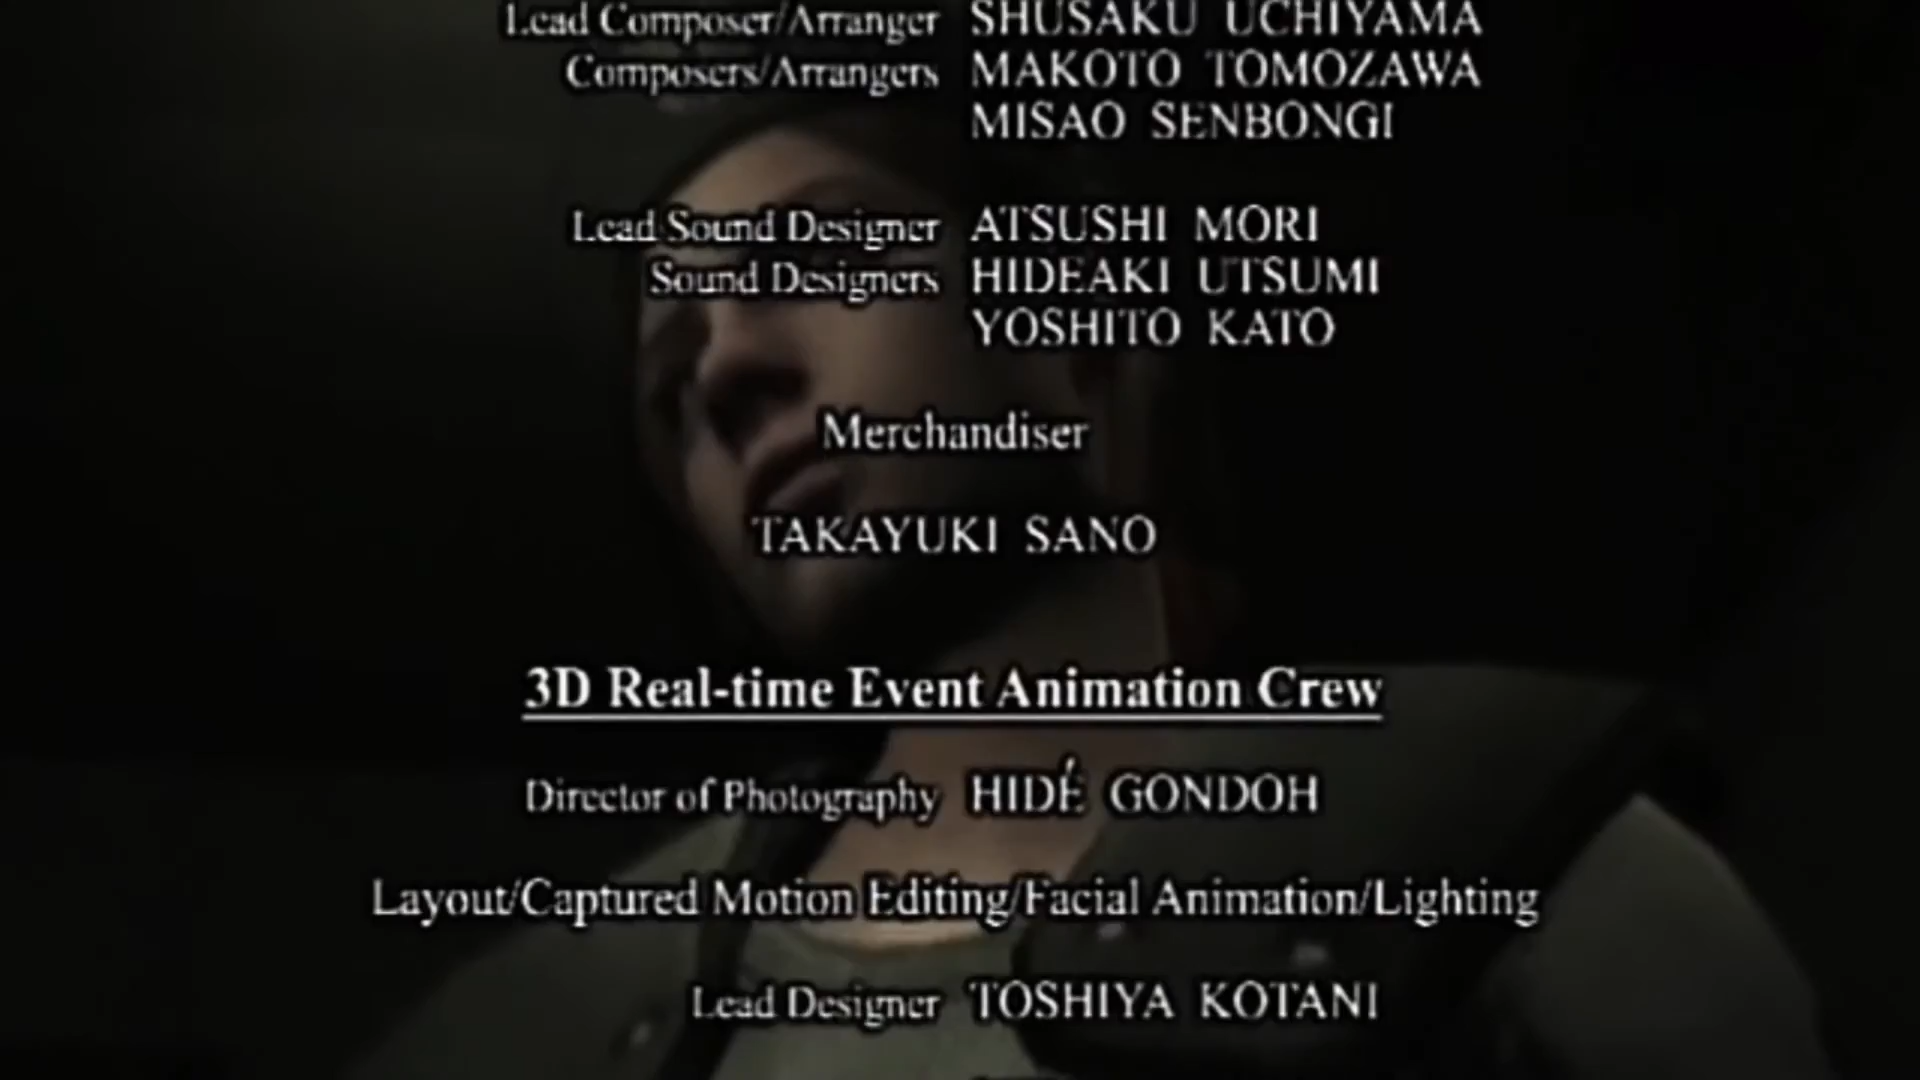 Lead Composer/Arranger SHUSAKU UCHIYAMA
Composers/Arrangers MAKOTO TOMOZAWA
MISAO SENBONGI
Lead Sound Designer ATSUSHI MORI
Sound Designers HIDEAKI UTSUMI
YOSHITO KATO
Merchandiser
TAKAYUKI SANO
3D Real-time Event Animation Crew
Director of Photography HIDÉ GONDOH
Layout/Captured Motion Editing/Facial Animation/Lighting
Lead Designer TOSHIYA KOTANI